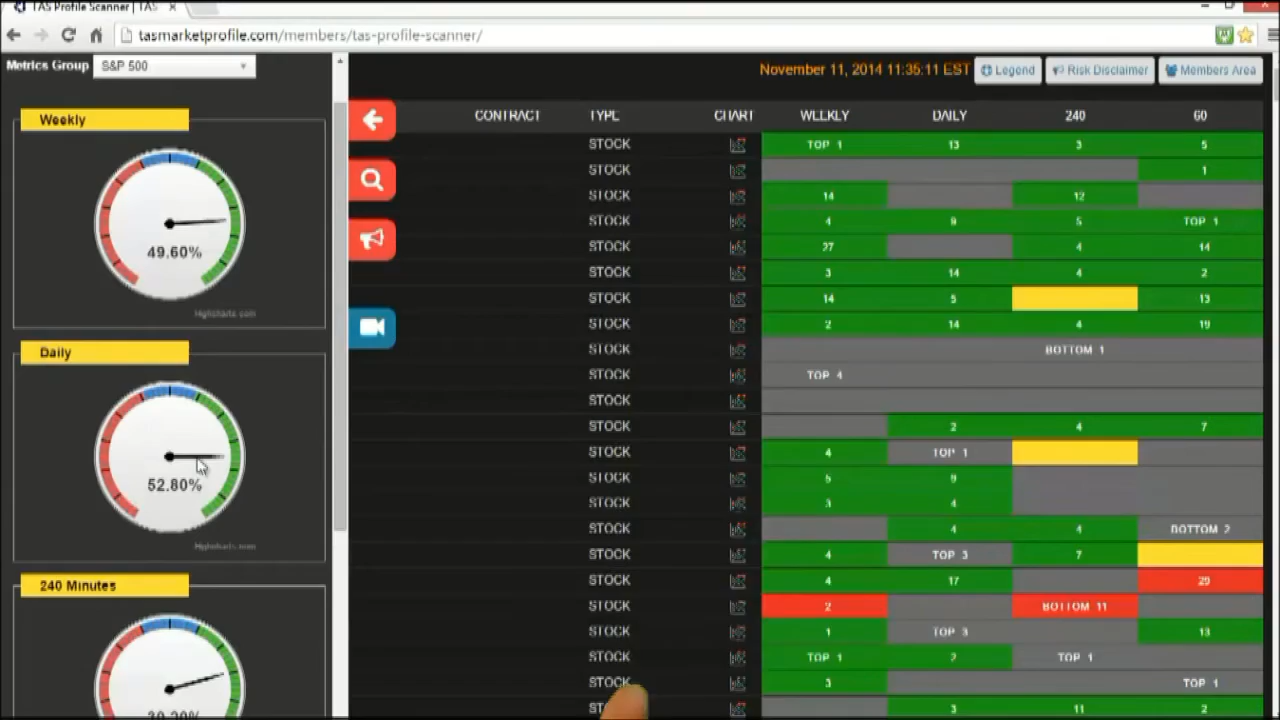 TAS Profile Scanner | TAS
tasmarketprofile.com/members/tas-profile-scanner/
Metrics Group S&P 500
November 11, 2014 11:35:11 EST Legend Risk Disclaimer Members Area
CONTRACT TYPE CHART WEEKLY DAILY 240 60
Weekly
49.60%
Highcharts.com
Daily
52.80%
Highcharts.com
240 Minutes
STOCK TOP 1 13 3 5
STOCK 1
STOCK 14 12
STOCK 4 9 5 TOP 1
STOCK 27 4 14
STOCK 3 14 4 2
STOCK 14 5 13
STOCK 2 14 4 19
STOCK BOTTOM 1
STOCK TOP 4
STOCK
STOCK 2 4 7
STOCK 4 TOP 1
STOCK 5 9
STOCK 3 4
STOCK 4 4 BOTTOM 2
STOCK 4 TOP 3 7
STOCK 4 17 29
STOCK 2 BOTTOM 11
STOCK 1 TOP 3 13
STOCK TOP 1 2 TOP 1
STOCK 3 TOP 1
STOCK 3 11 2